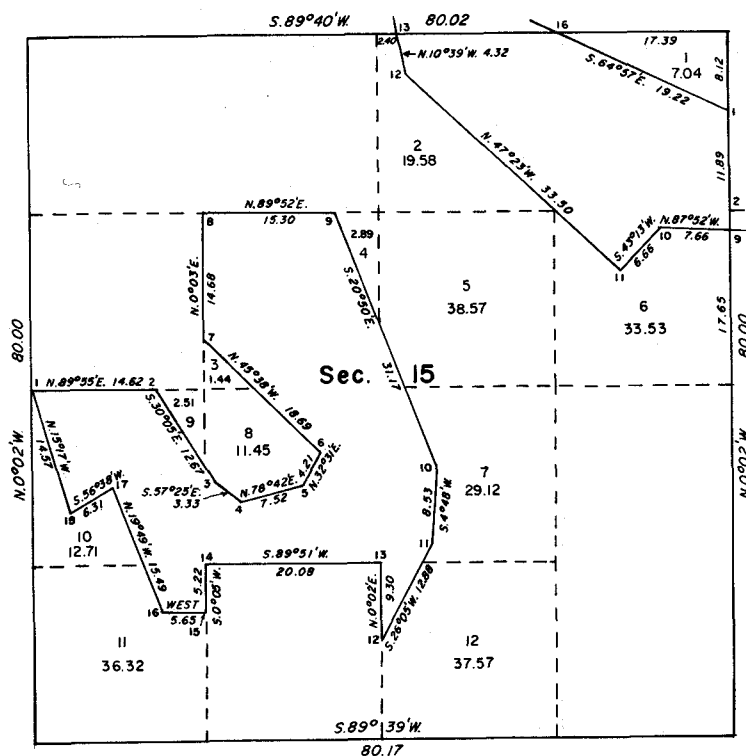 S.89°40'W. 80.02
13
16
2.40
N.10°39'W. 4.32
17.39
1
7.04
8.12
S.64°57'E. 19.22
1
12
2
19.58
N.47°23'W. 33.50
11.89
N.89°52'E.
15.30
8
9
2.89
4
S.43°13'W.
6.66
N.87°52'W.
7.66
2
10
9
11
N.0°03'E.
14.68
S.20°50'E.
31.17
5
38.57
6
33.53
17.65
80.00
80.00
7
3
1.44
N.45°38'W. 18.69
Sec. 15
1
N.89°55'E. 14.62
2
2.51
9
S.30°05'E. 12.67
8
11.45
6
N.15°17'W.
14.57
N.32°31'E.
4.21
N.0°02'W.
N.0°02'W.
S.56°38'W.
6.31
17
18
3
S.57°25'E.
3.33
4
N.78°42'E.
7.52
5
10
7
29.12
8.53
S.4°48'W.
10
12.71
N.19°49'W. 15.49
11
14
S.89°51'W.
20.08
13
5.22
S.0°05'W.
N.0°02'E.
9.30
S.26°05'W. 12.88
16
WEST
5.65
15
12
11
36.32
12
37.57
S.89°39'W.
80.17